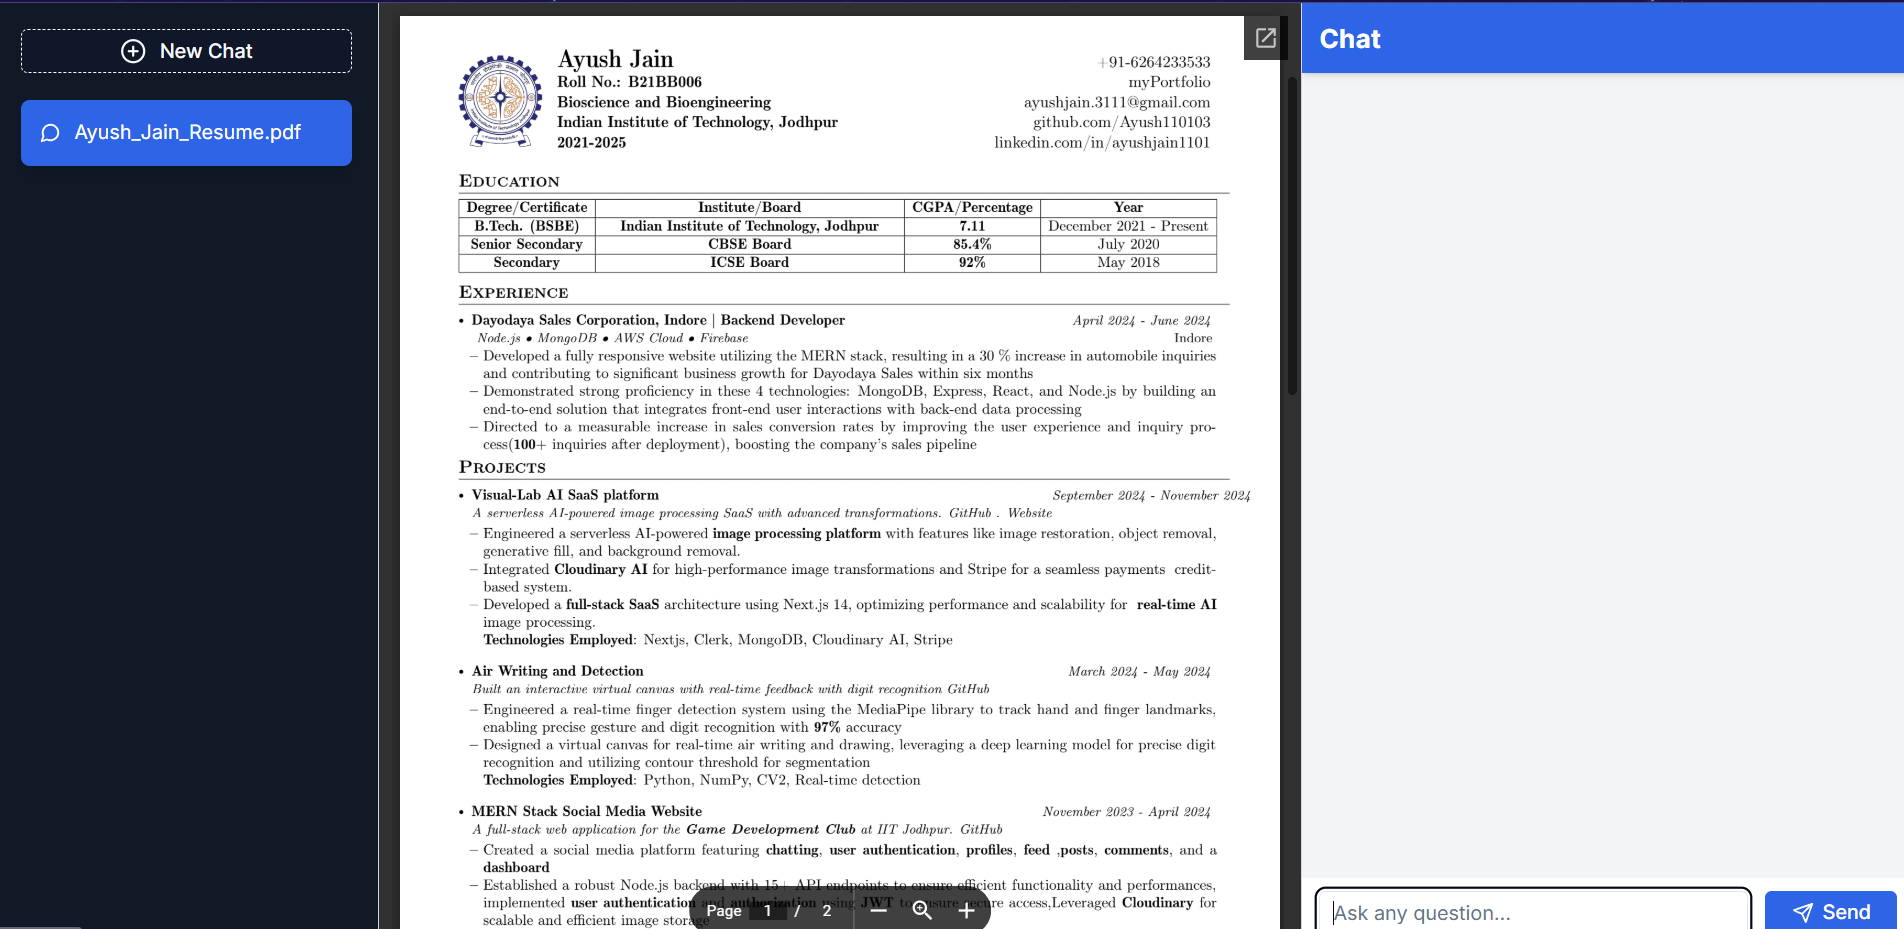 New Chat
Ayush_Jain_Resume.pdf
Ayush Jain
Roll No.: B21BB006
Bioscience and Bioengineering
Indian Institute of Technology, Jodhpur
2021-2025
+91-6264233533
myPortfolio
ayushjain.3111@gmail.com
github.com/Ayush110103
linkedin.com/in/ayushjain1101
EDUCATION
Degree/Certificate Institute/Board CGPA/Percentage Year
B.Tech. (BSBE) Indian Institute of Technology, Jodhpur 7.11 December 2021 - Present
Senior Secondary CBSE Board 85.4% July 2020
Secondary ICSE Board 92% May 2018
EXPERIENCE
• Dayodaya Sales Corporation, Indore | Backend Developer April 2024 - June 2024
Node.js • MongoDB • AWS Cloud • Firebase Indore
– Developed a fully responsive website utilizing the MERN stack, resulting in a 30 % increase in automobile inquiries
and contributing to significant business growth for Dayodaya Sales within six months
– Demonstrated strong proficiency in these 4 technologies: MongoDB, Express, React, and Node.js by building an
end-to-end solution that integrates front-end user interactions with back-end data processing
– Directed to a measurable increase in sales conversion rates by improving the user experience and inquiry pro-
cess(100+ inquiries after deployment), boosting the company's sales pipeline
PROJECTS
• Visual-Lab AI SaaS platform September 2024 - November 2024
A serverless AI-powered image processing SaaS with advanced transformations. GitHub . Website
– Engineered a serverless AI-powered image processing platform with features like image restoration, object removal,
generative fill, and background removal.
– Integrated Cloudinary AI for high-performance image transformations and Stripe for a seamless payments credit-
based system.
– Developed a full-stack SaaS architecture using Next.js 14, optimizing performance and scalability for real-time AI
image processing.
Technologies Employed: Nextjs, Clerk, MongoDB, Cloudinary AI, Stripe
• Air Writing and Detection March 2024 - May 2024
Built an interactive virtual canvas with real-time feedback with digit recognition GitHub
– Engineered a real-time finger detection system using the MediaPipe library to track hand and finger landmarks,
enabling precise gesture and digit recognition with 97% accuracy
– Designed a virtual canvas for real-time air writing and drawing, leveraging a deep learning model for precise digit
recognition and utilizing contour threshold for segmentation
Technologies Employed: Python, NumPy, CV2, Real-time detection
• MERN Stack Social Media Website November 2023 - April 2024
A full-stack web application for the Game Development Club at IIT Jodhpur. GitHub
– Created a social media platform featuring chatting, user authentication, profiles, feed ,posts, comments, and a
dashboard
– Established a robust Node.js backend with 15+ API endpoints to ensure efficient functionality and performances,
implemented user authentication and authorization using JWT to ensure secure access,Leveraged Cloudinary for
scalable and efficient image storage
Page 1 / 2
Chat
Ask any question...
Send